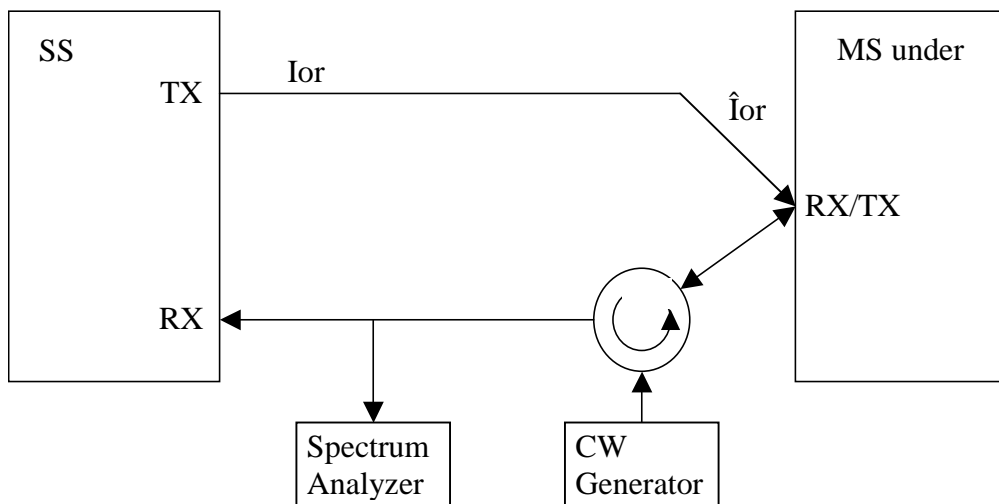 SS
MS under
TX
Ior
Îor
RX/TX
RX
Spectrum
Analyzer
CW
Generator